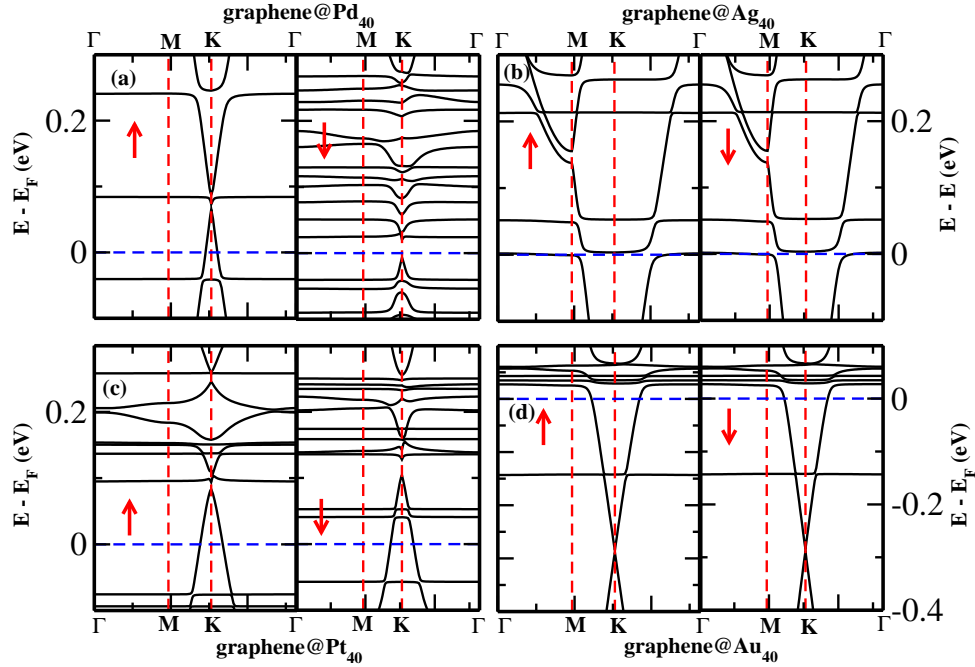 graphene@Pd40
graphene@Ag40
Γ M K Γ M K Γ
Γ M K Γ M K Γ
(a)
(b)
0.2
0
E - EF (eV)
0.2
0
E - E (eV)
(c)
(d)
0.2
0
E - EF (eV)
0
-0.2
-0.4
E - EF (eV)
Γ M K Γ M K Γ
Γ M K Γ M K Γ
graphene@Pt40
graphene@Au40